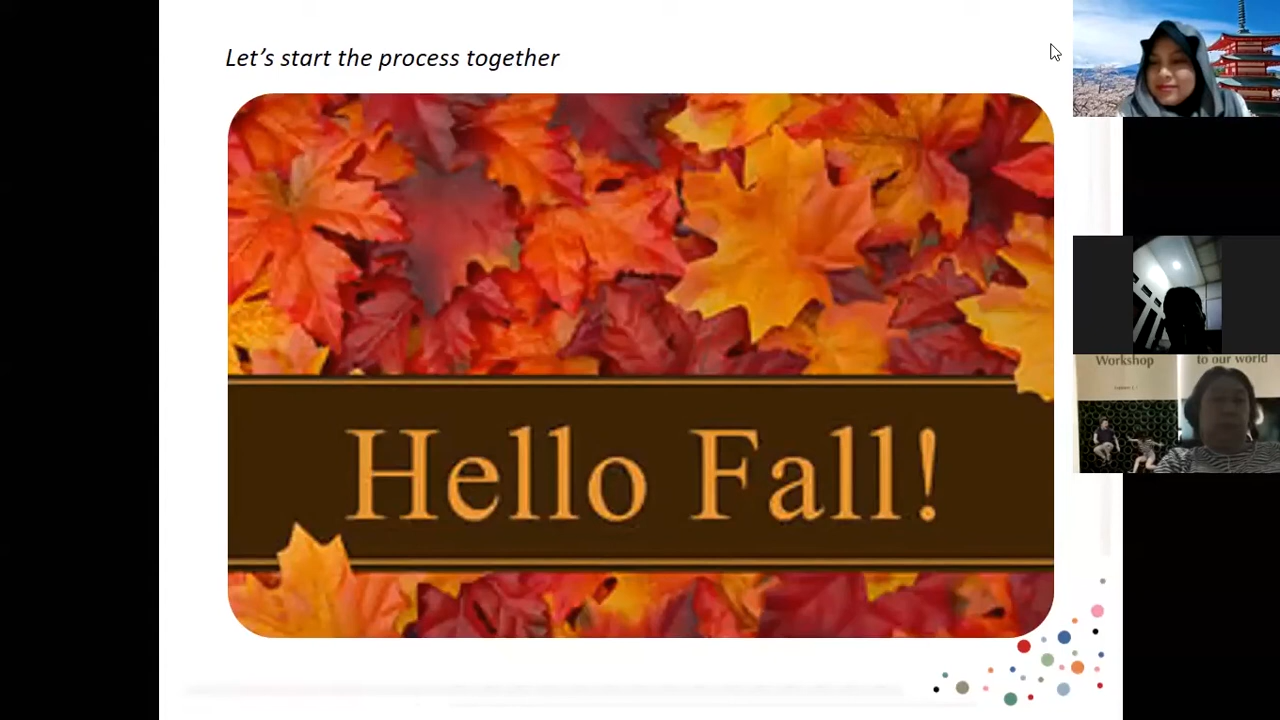 Let's start the process together
Hello Fall!
Workshop
to our world